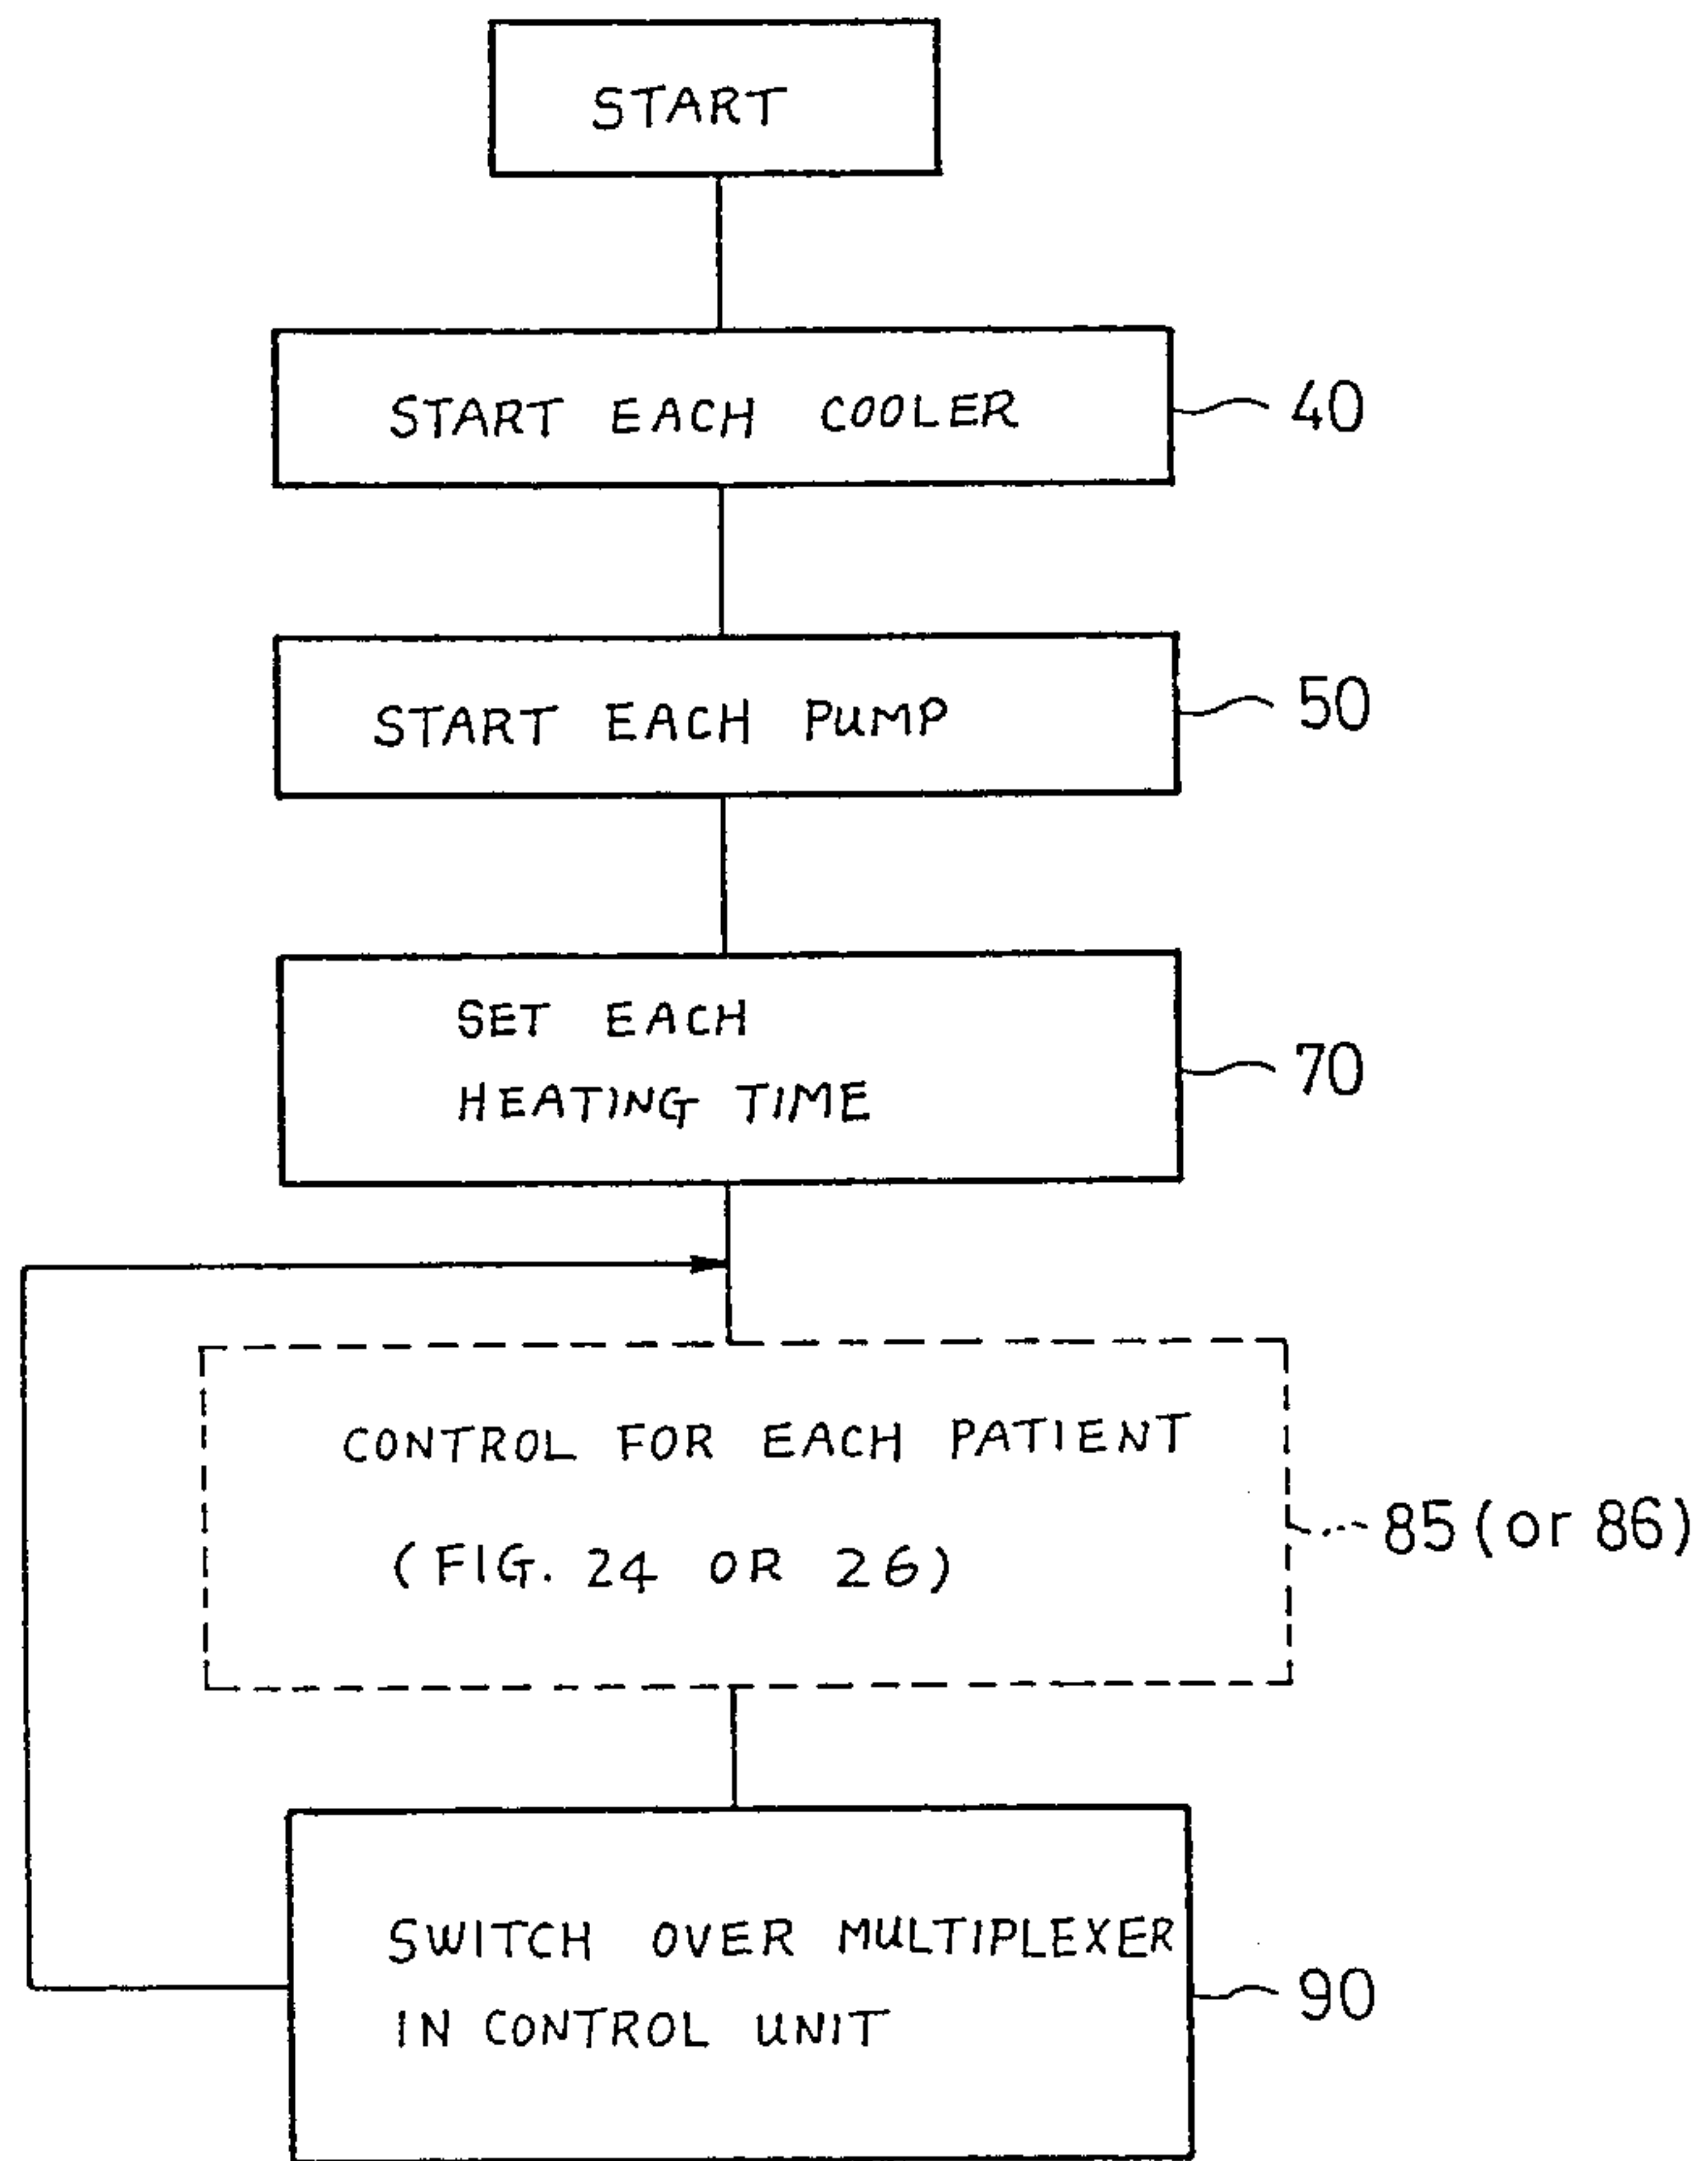 START
START EACH COOLER
40
START EACH PUMP
50
SET EACH
HEATING TIME
70
CONTROL FOR EACH PATIENT
(FIG. 24 OR 26)
85 (or 86)
SWITCH OVER MULTIPLEXER
IN CONTROL UNIT
90